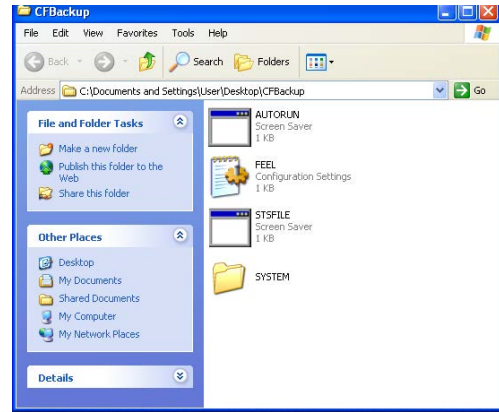 CFBackup
File Edit View Favorites Tools Help
Back Search Folders
Address C:\Documents and Settings\User\Desktop\CFBackup Go
File and Folder Tasks
Make a new folder
Publish this folder to the
Web
Share this folder
Other Places
Desktop
My Documents
Shared Documents
My Computer
My Network Places
Details
AUTORUN
Screen Saver
1 KB
FEEL
Configuration Settings
1 KB
STSFILE
Screen Saver
1 KB
SYSTEM